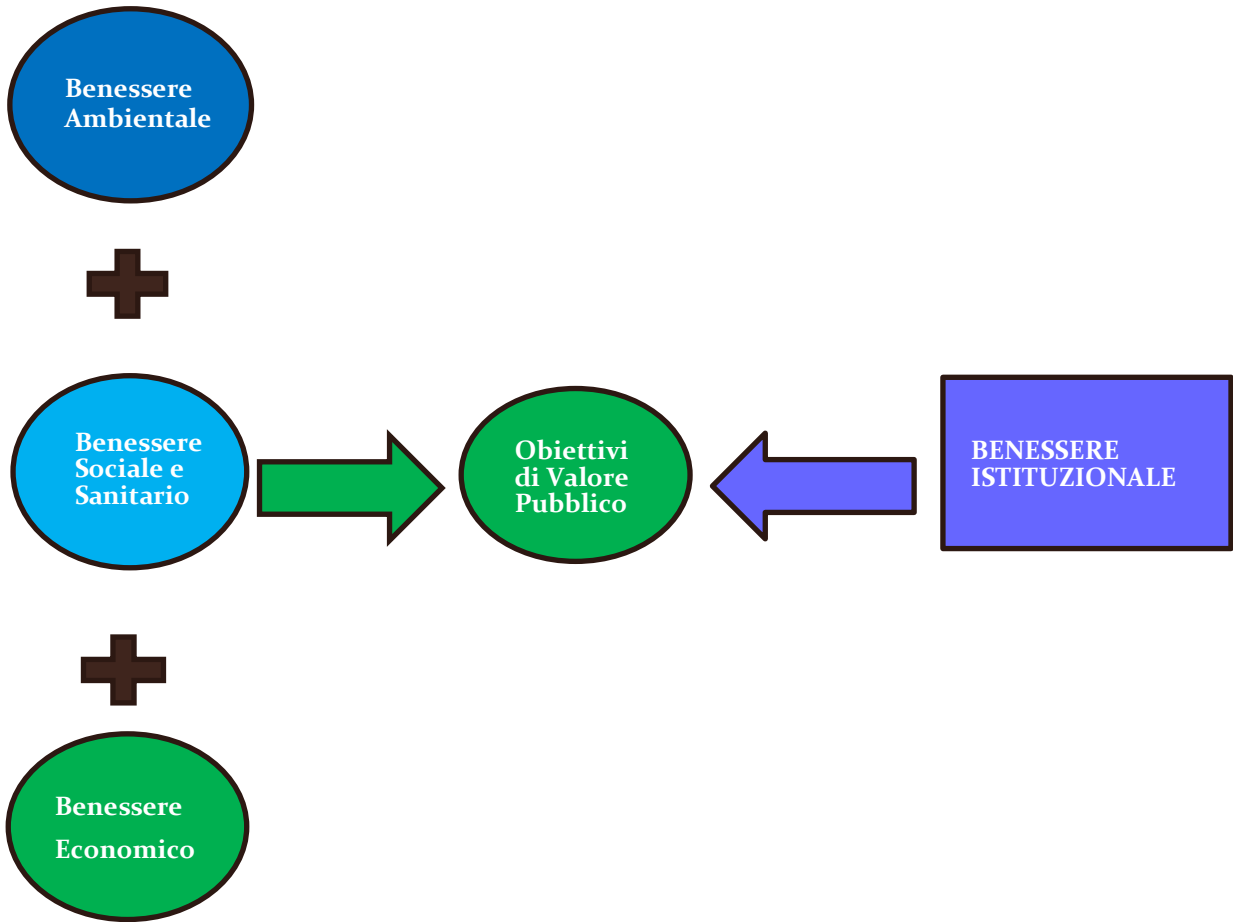 Benessere
Ambientale
Benessere
Sociale e
Sanitario
Obiettivi
di Valore
Pubblico
BENESSERE
ISTITUZIONALE
Benessere
Economico